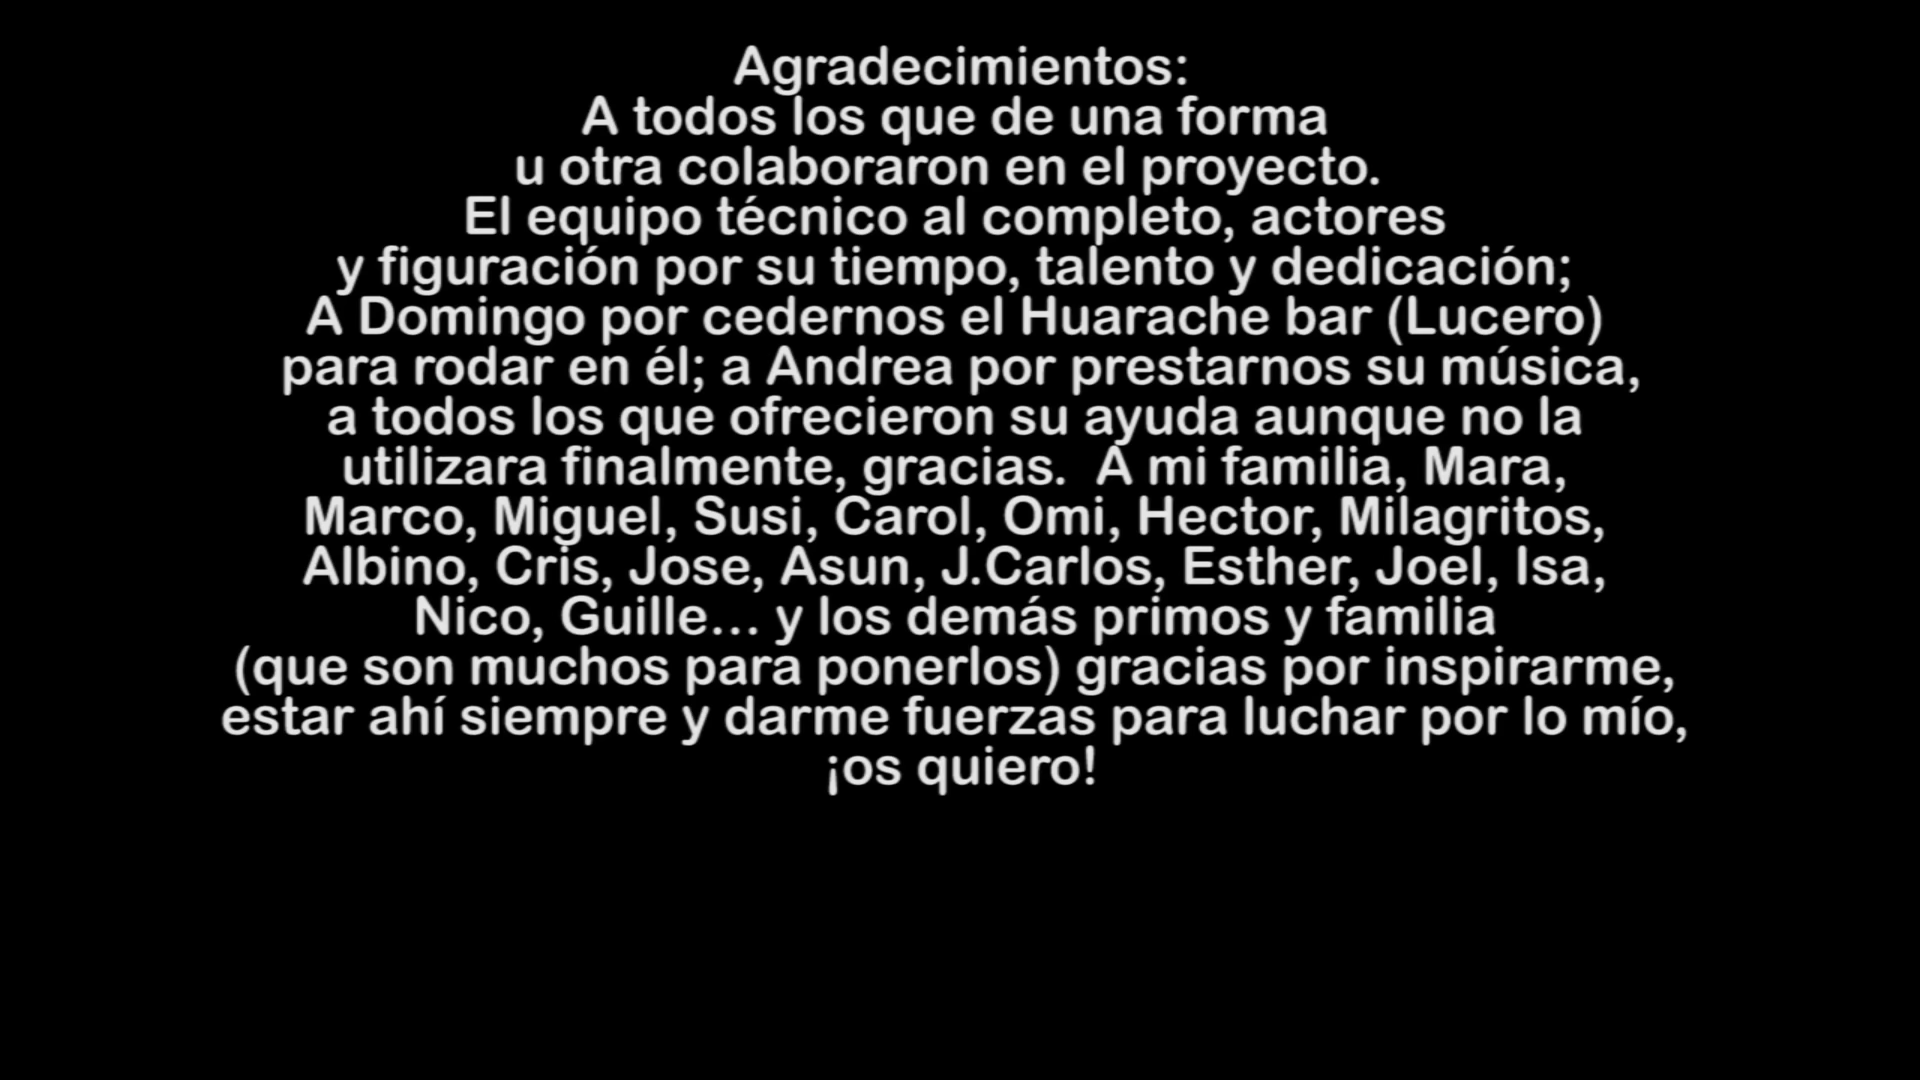 Agradecimientos:
A todos los que de una forma
u otra colaboraron en el proyecto.
El equipo técnico al completo, actores
y figuración por su tiempo, talento y dedicación;
A Domingo por cedernos el Huarache bar (Lucero)
para rodar en él; a Andrea por prestarnos su música,
a todos los que ofrecieron su ayuda aunque no la
utilizara finalmente, gracias.  A mi familia, Mara,
Marco, Miguel, Susi, Carol, Omi, Hector, Milagritos,
Albino, Cris, Jose, Asun, J.Carlos, Esther, Joel, Isa,
Nico, Guille... y los demás primos y familia
(que son muchos para ponerlos) gracias por inspirarme,
estar ahí siempre y darme fuerzas para luchar por lo mío,
¡os quiero!